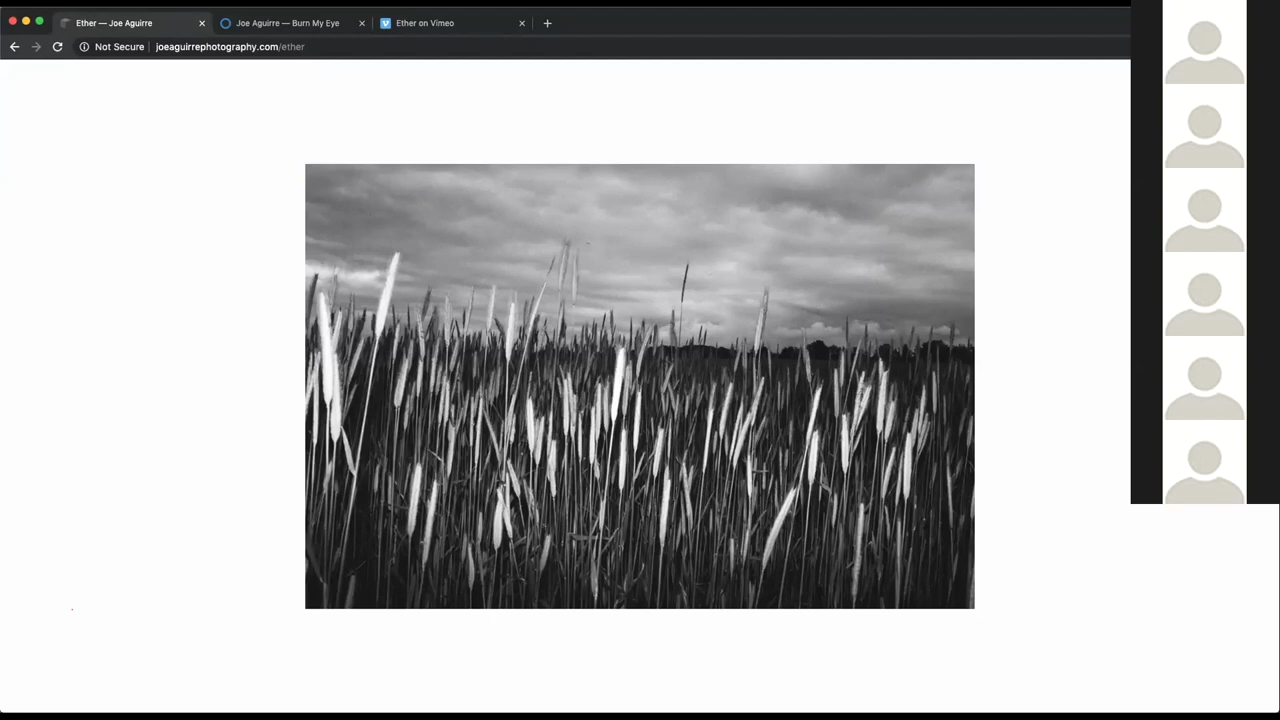 Ether — Joe Aguirre
Joe Aguirre — Burn My Eye
Ether on Vimeo
Not Secure
joeaguirrephotography.com/ether